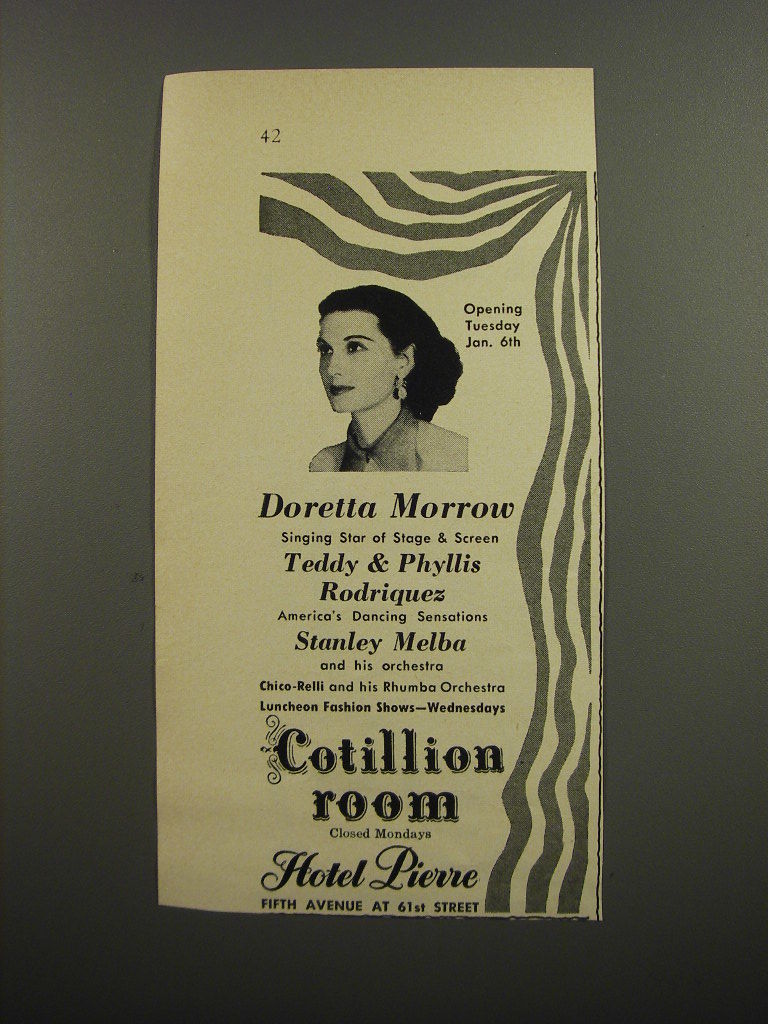 42
Opening
Tuesday
Jan. 6th
Doretta Morrow
Singing Star of Stage & Screen
Teddy & Phyllis
Rodriquez
America's Dancing Sensations
Stanley Melba
and his orchestra
Chico-Relli and his Rhumba Orchestra
Luncheon Fashion Shows—Wednesdays
Cotillion
room
Closed Mondays
Hotel Pierre
FIFTH AVENUE AT 61st STREET